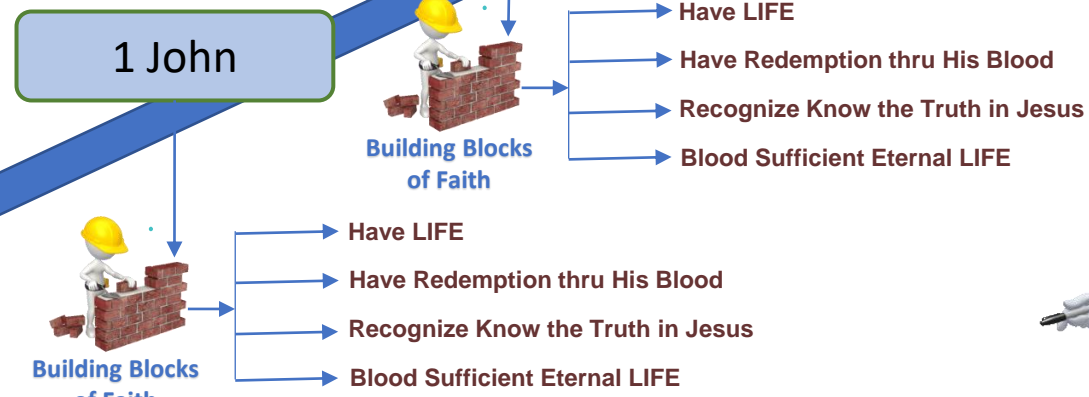 1 John
Have LIFE
Have Redemption thru His Blood
Recognize Know the Truth in Jesus
Blood Sufficient Eternal LIFE
Building Blocks
of Faith
Have LIFE
Have Redemption thru His Blood
Recognize Know the Truth in Jesus
Blood Sufficient Eternal LIFE
Building Blocks
of Faith